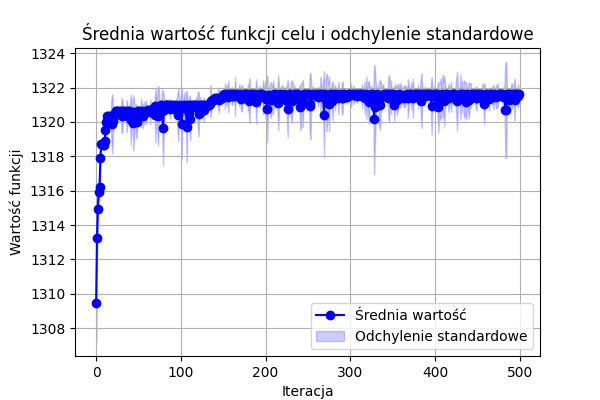 Średnia wartość funkcji celu i odchylenie standardowe
1324
1322
1320
1318
1316
1314
1312
1310
1308
Wartość funkcji
0 100 200 300 400 500
Iteracja
Średnia wartość
Odchylenie standardowe